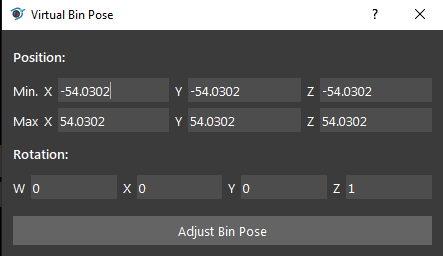 Virtual Bin Pose ? ×
Position:
Min. X -54.0302 Y -54.0302 Z -54.0302
Max X 54.0302 Y 54.0302 Z 54.0302
Rotation:
W 0 X 0 Y 0 Z 1
Adjust Bin Pose